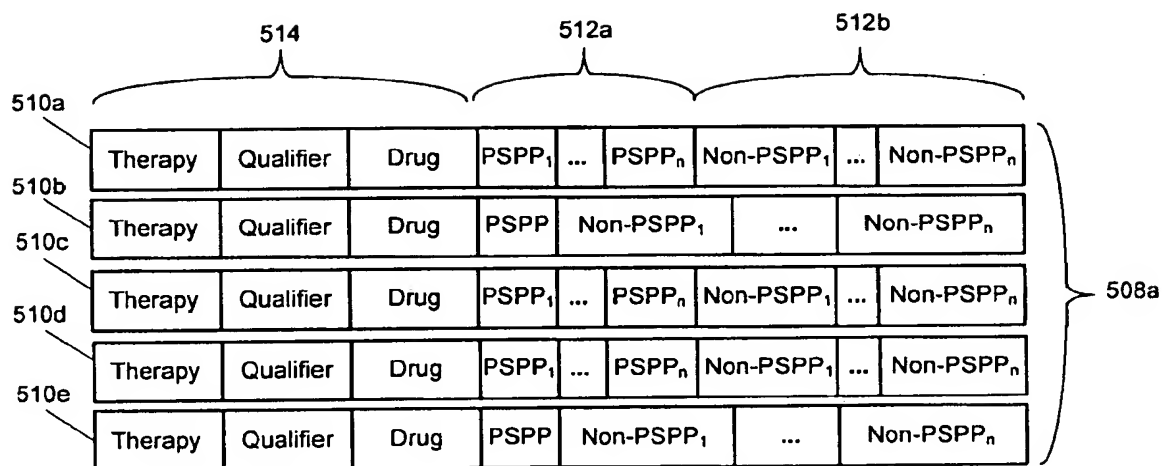 514 512a 512b
510a
Therapy Qualifier Drug PSPP₁ ... PSPPₙ Non-PSPP₁ ... Non-PSPPₙ
510b
Therapy Qualifier Drug PSPP Non-PSPP₁ ... Non-PSPPₙ
510c
Therapy Qualifier Drug PSPP₁ ... PSPPₙ Non-PSPP₁ ... Non-PSPPₙ
508a
510d
Therapy Qualifier Drug PSPP₁ ... PSPPₙ Non-PSPP₁ ... Non-PSPPₙ
510e
Therapy Qualifier Drug PSPP Non-PSPP₁ ... Non-PSPPₙ